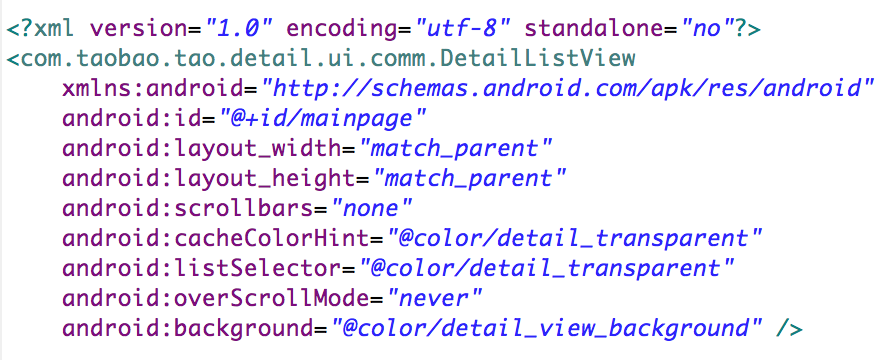 <?xml version="1.0" encoding="utf-8" standalone="no"?>
<com.taobao.tao.detail.ui.comm.DetailListView
    xmlns:android="http://schemas.android.com/apk/res/android"
    android:id="@+id/mainpage"
    android:layout_width="match_parent"
    android:layout_height="match_parent"
    android:scrollbars="none"
    android:cacheColorHint="@color/detail_transparent"
    android:listSelector="@color/detail_transparent"
    android:overScrollMode="never"
    android:background="@color/detail_view_background" />